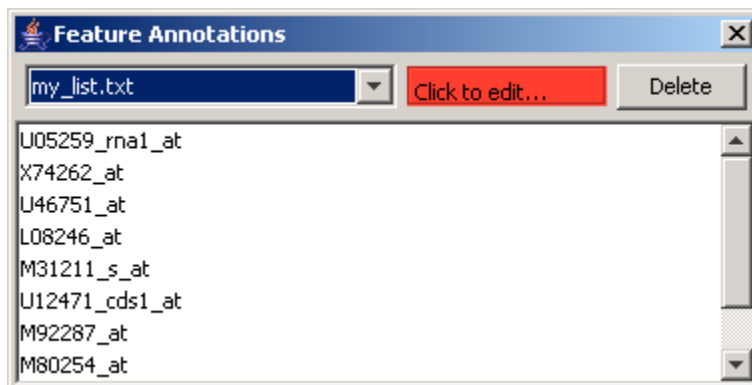 Feature Annotations
my_list.txt Click to edit... Delete
U05259_rna1_at
X74262_at
U46751_at
L08246_at
M31211_s_at
U12471_cds1_at
M92287_at
M80254_at